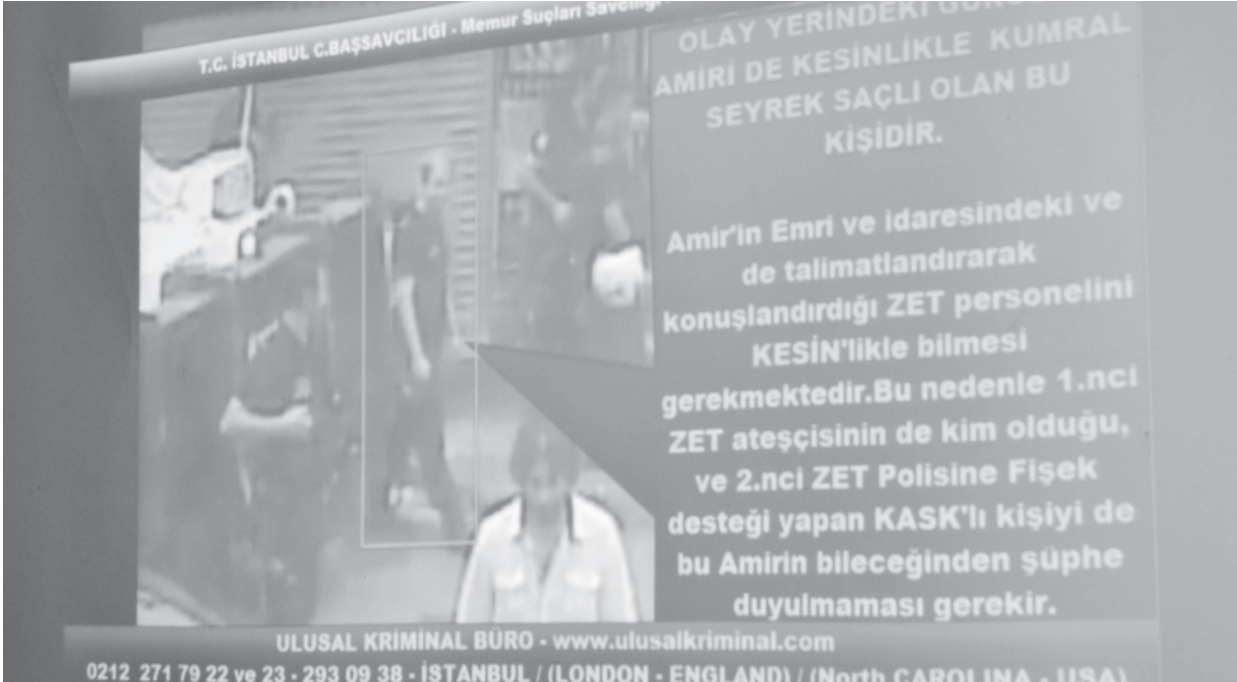 T.C. İSTANBUL C.BAŞSAVCILIĞI - Memur Suçları
OLAY YERİNDEKİ
AMİRİ DE KESİNLİKLE KUMRAL
SEYREK SAÇLI OLAN BU
KİŞİDİR.
Amir'in Emri ve idaresindeki ve
de talimatlandırarak
konuşlandırdığı ZET personelini
KESİN'likle bilmesi
gerekmektedir.Bu nedenle 1.nci
ZET ateşçisinin de kim olduğu,
ve 2.nci ZET Polisine Fişek
desteği yapan KASK'lı kişiyi de
bu Amirin bileceğinden şüphe
duyulmaması gerekir.
ULUSAL KRİMİNAL BÜRO - www.ulusalkriminal.com
0212 271 79 22 ve 23 - 293 09 38 - İSTANBUL / (LONDON - ENGLAND) / (North CAROLINA - USA)